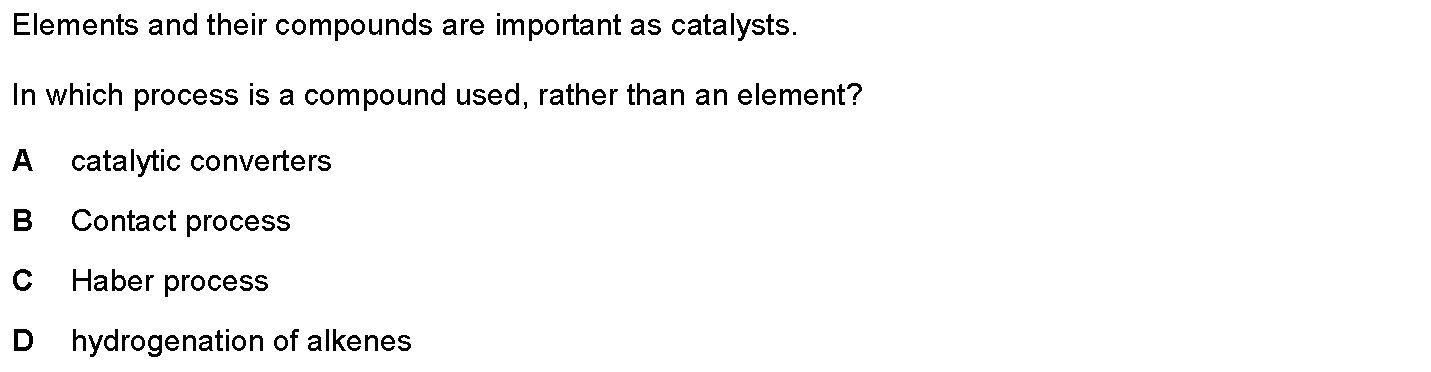 Elements and their compounds are important as catalysts.
In which process is a compound used, rather than an element?
A catalytic converters
B Contact process
C Haber process
D hydrogenation of alkenes